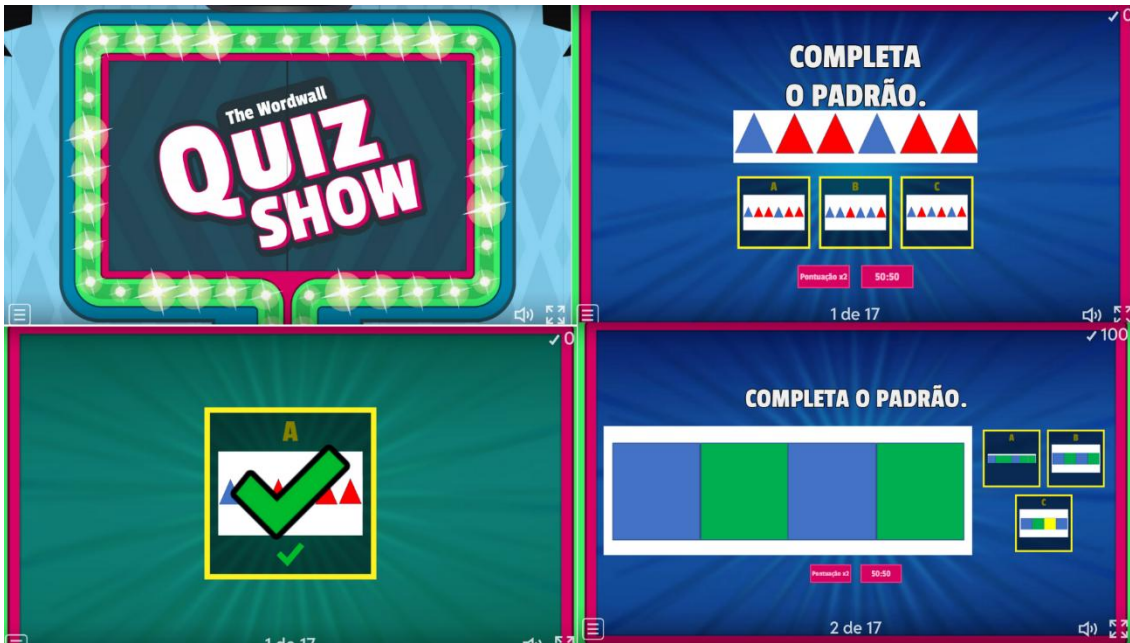 The Wordwall
QUIZ
SHOW
✓ 0
COMPLETA
O PADRÃO.
A
B
C
Pontuação x2
50:50
1 de 17
✓ 0
A
1 de 17
✓ 100
COMPLETA O PADRÃO.
A
B
C
Pontuação x2
50:50
2 de 17